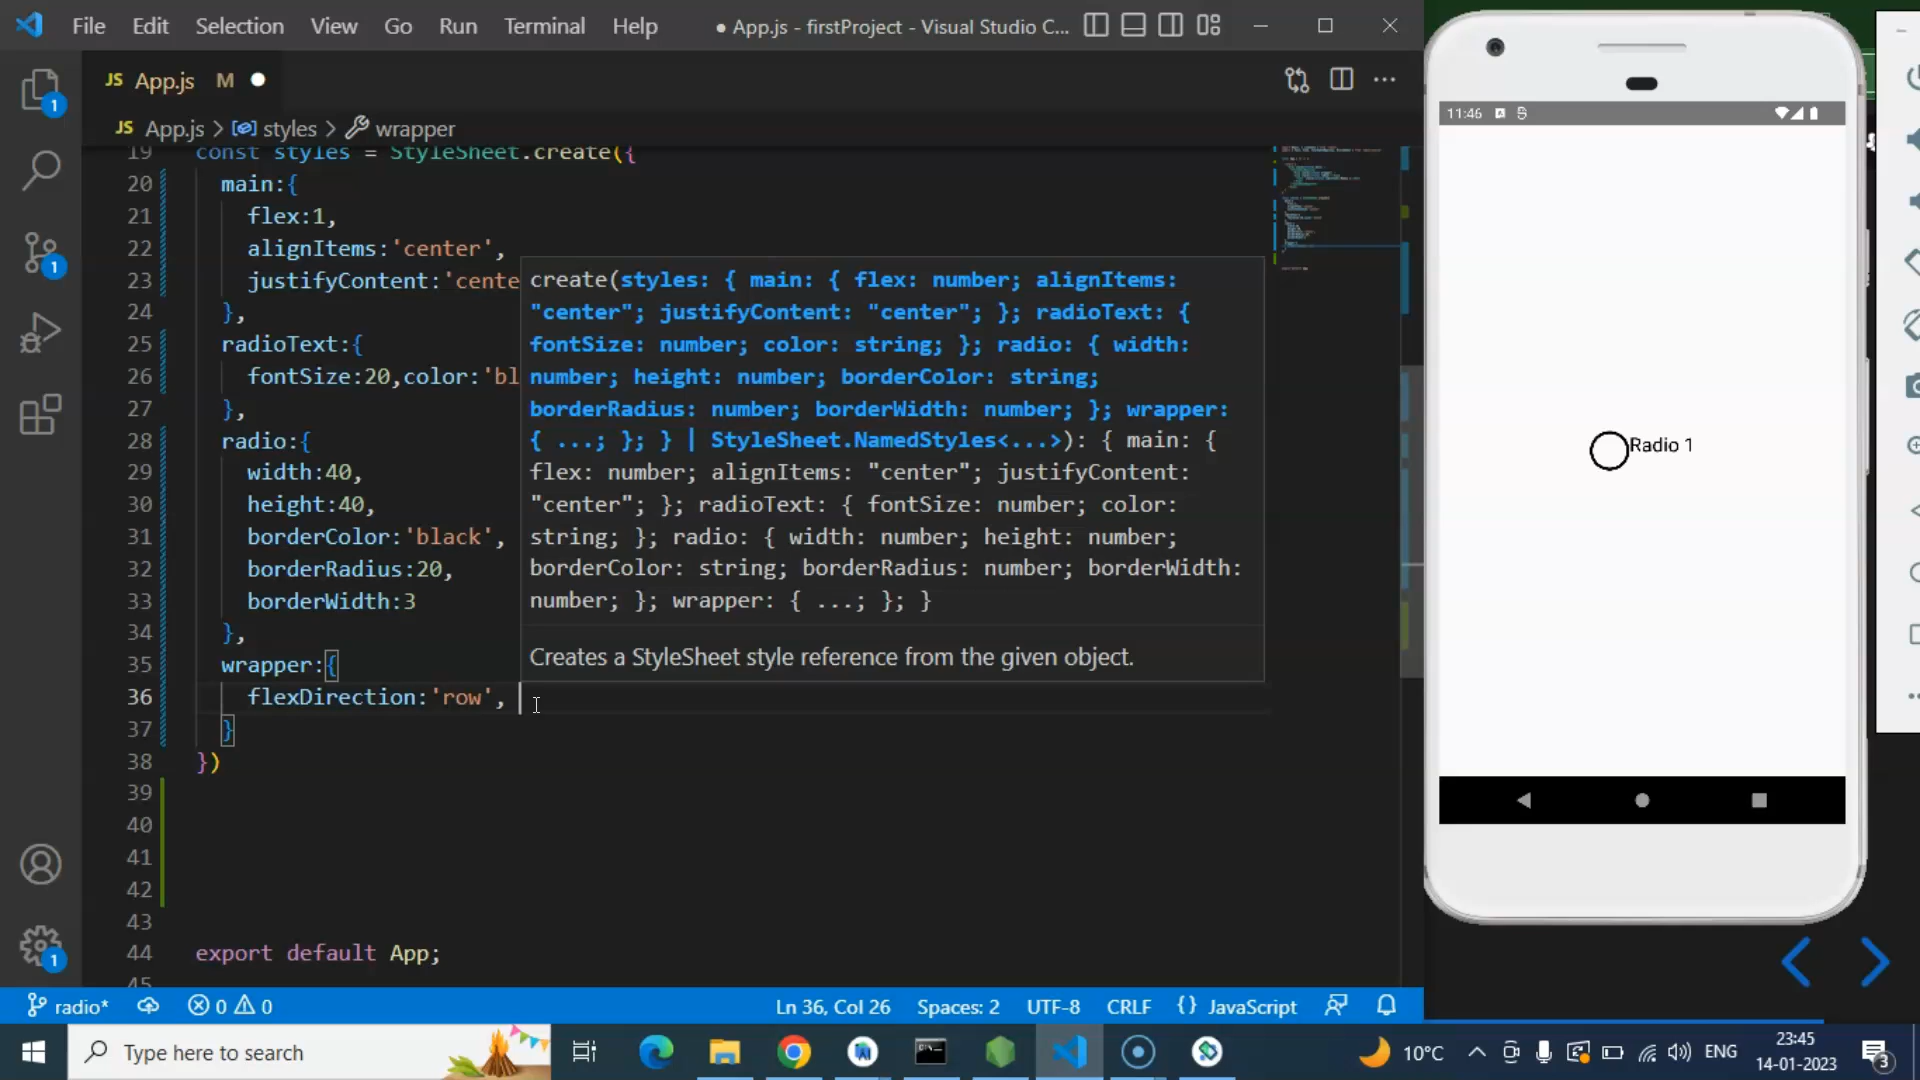 File Edit Selection View Go Run Terminal Help ● App.js - firstProject - Visual Studio C...
JS App.js M
JS App.js > styles > wrapper
19 const styles = StyleSheet.create({
20 main:{
21 flex:1,
22 alignItems:'center',
23 justifyContent:'cente
24 },
25 radioText:{
26 fontSize:20,color:'bl
27 },
28 radio:{
29 width:40,
30 height:40,
31 borderColor:'black',
32 borderRadius:20,
33 borderWidth:3
34 },
35 wrapper:{
36 flexDirection:'row',
37 }
38 })
39
40
41
42
43
44 export default App;
45
create(styles: { main: { flex: number; alignItems:
"center"; justifyContent: "center"; }; radioText: {
fontSize: number; color: string; }; radio: { width:
number; height: number; borderColor: string;
borderRadius: number; borderWidth: number; }; wrapper:
{ ...; }; } | StyleSheet.NamedStyles<...>): { main: {
flex: number; alignItems: "center"; justifyContent:
"center"; }; radioText: { fontSize: number; color:
string; }; radio: { width: number; height: number;
borderColor: string; borderRadius: number; borderWidth:
number; }; wrapper: { ...; }; }
Creates a StyleSheet style reference from the given object.
1
1
1
11:46
Radio 1
radio* 0 0 Ln 36, Col 26 Spaces: 2 UTF-8 CRLF {} JavaScript
Type here to search
10°C ENG
23:45
14-01-2023
3